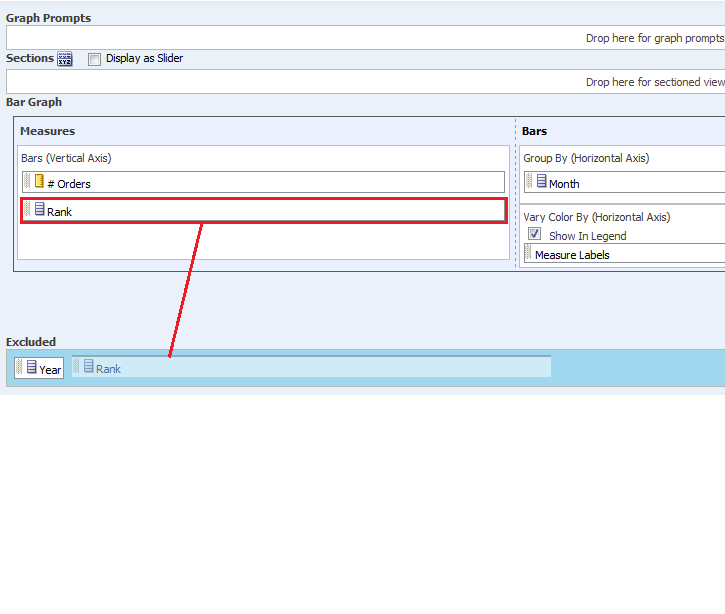 Graph Prompts
Drop here for graph prompts
Sections Display as Slider
Drop here for sectioned view
Bar Graph
Measures
Bars (Vertical Axis)
# Orders
Rank
Bars
Group By (Horizontal Axis)
Month
Vary Color By (Horizontal Axis)
Show In Legend
Measure Labels
Excluded
Year Rank